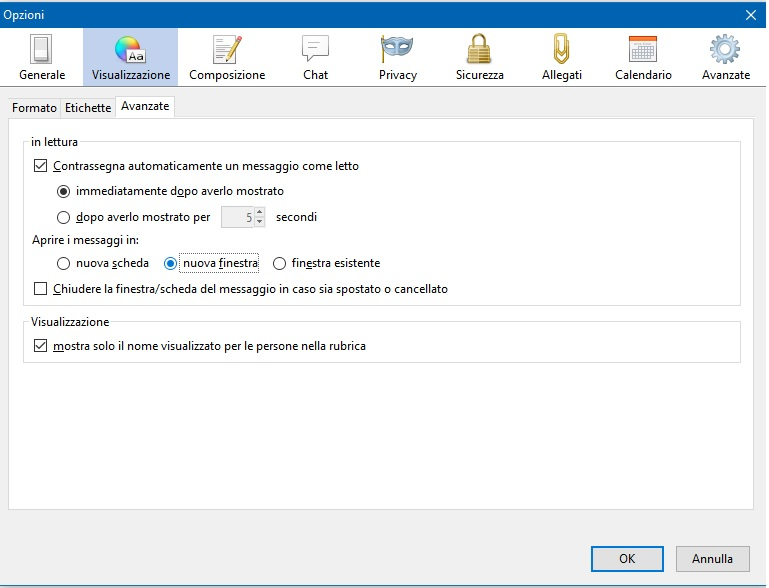 Opzioni
Generale Visualizzazione Composizione Chat Privacy Sicurezza Allegati Calendario Avanzate
Formato Etichette Avanzate
in lettura
Contrassegna automaticamente un messaggio come letto
immediatamente dopo averlo mostrato
dopo averlo mostrato per 5 secondi
Aprire i messaggi in:
nuova scheda nuova finestra finestra esistente
Chiudere la finestra/scheda del messaggio in caso sia spostato o cancellato
Visualizzazione
mostra solo il nome visualizzato per le persone nella rubrica
OK Annulla